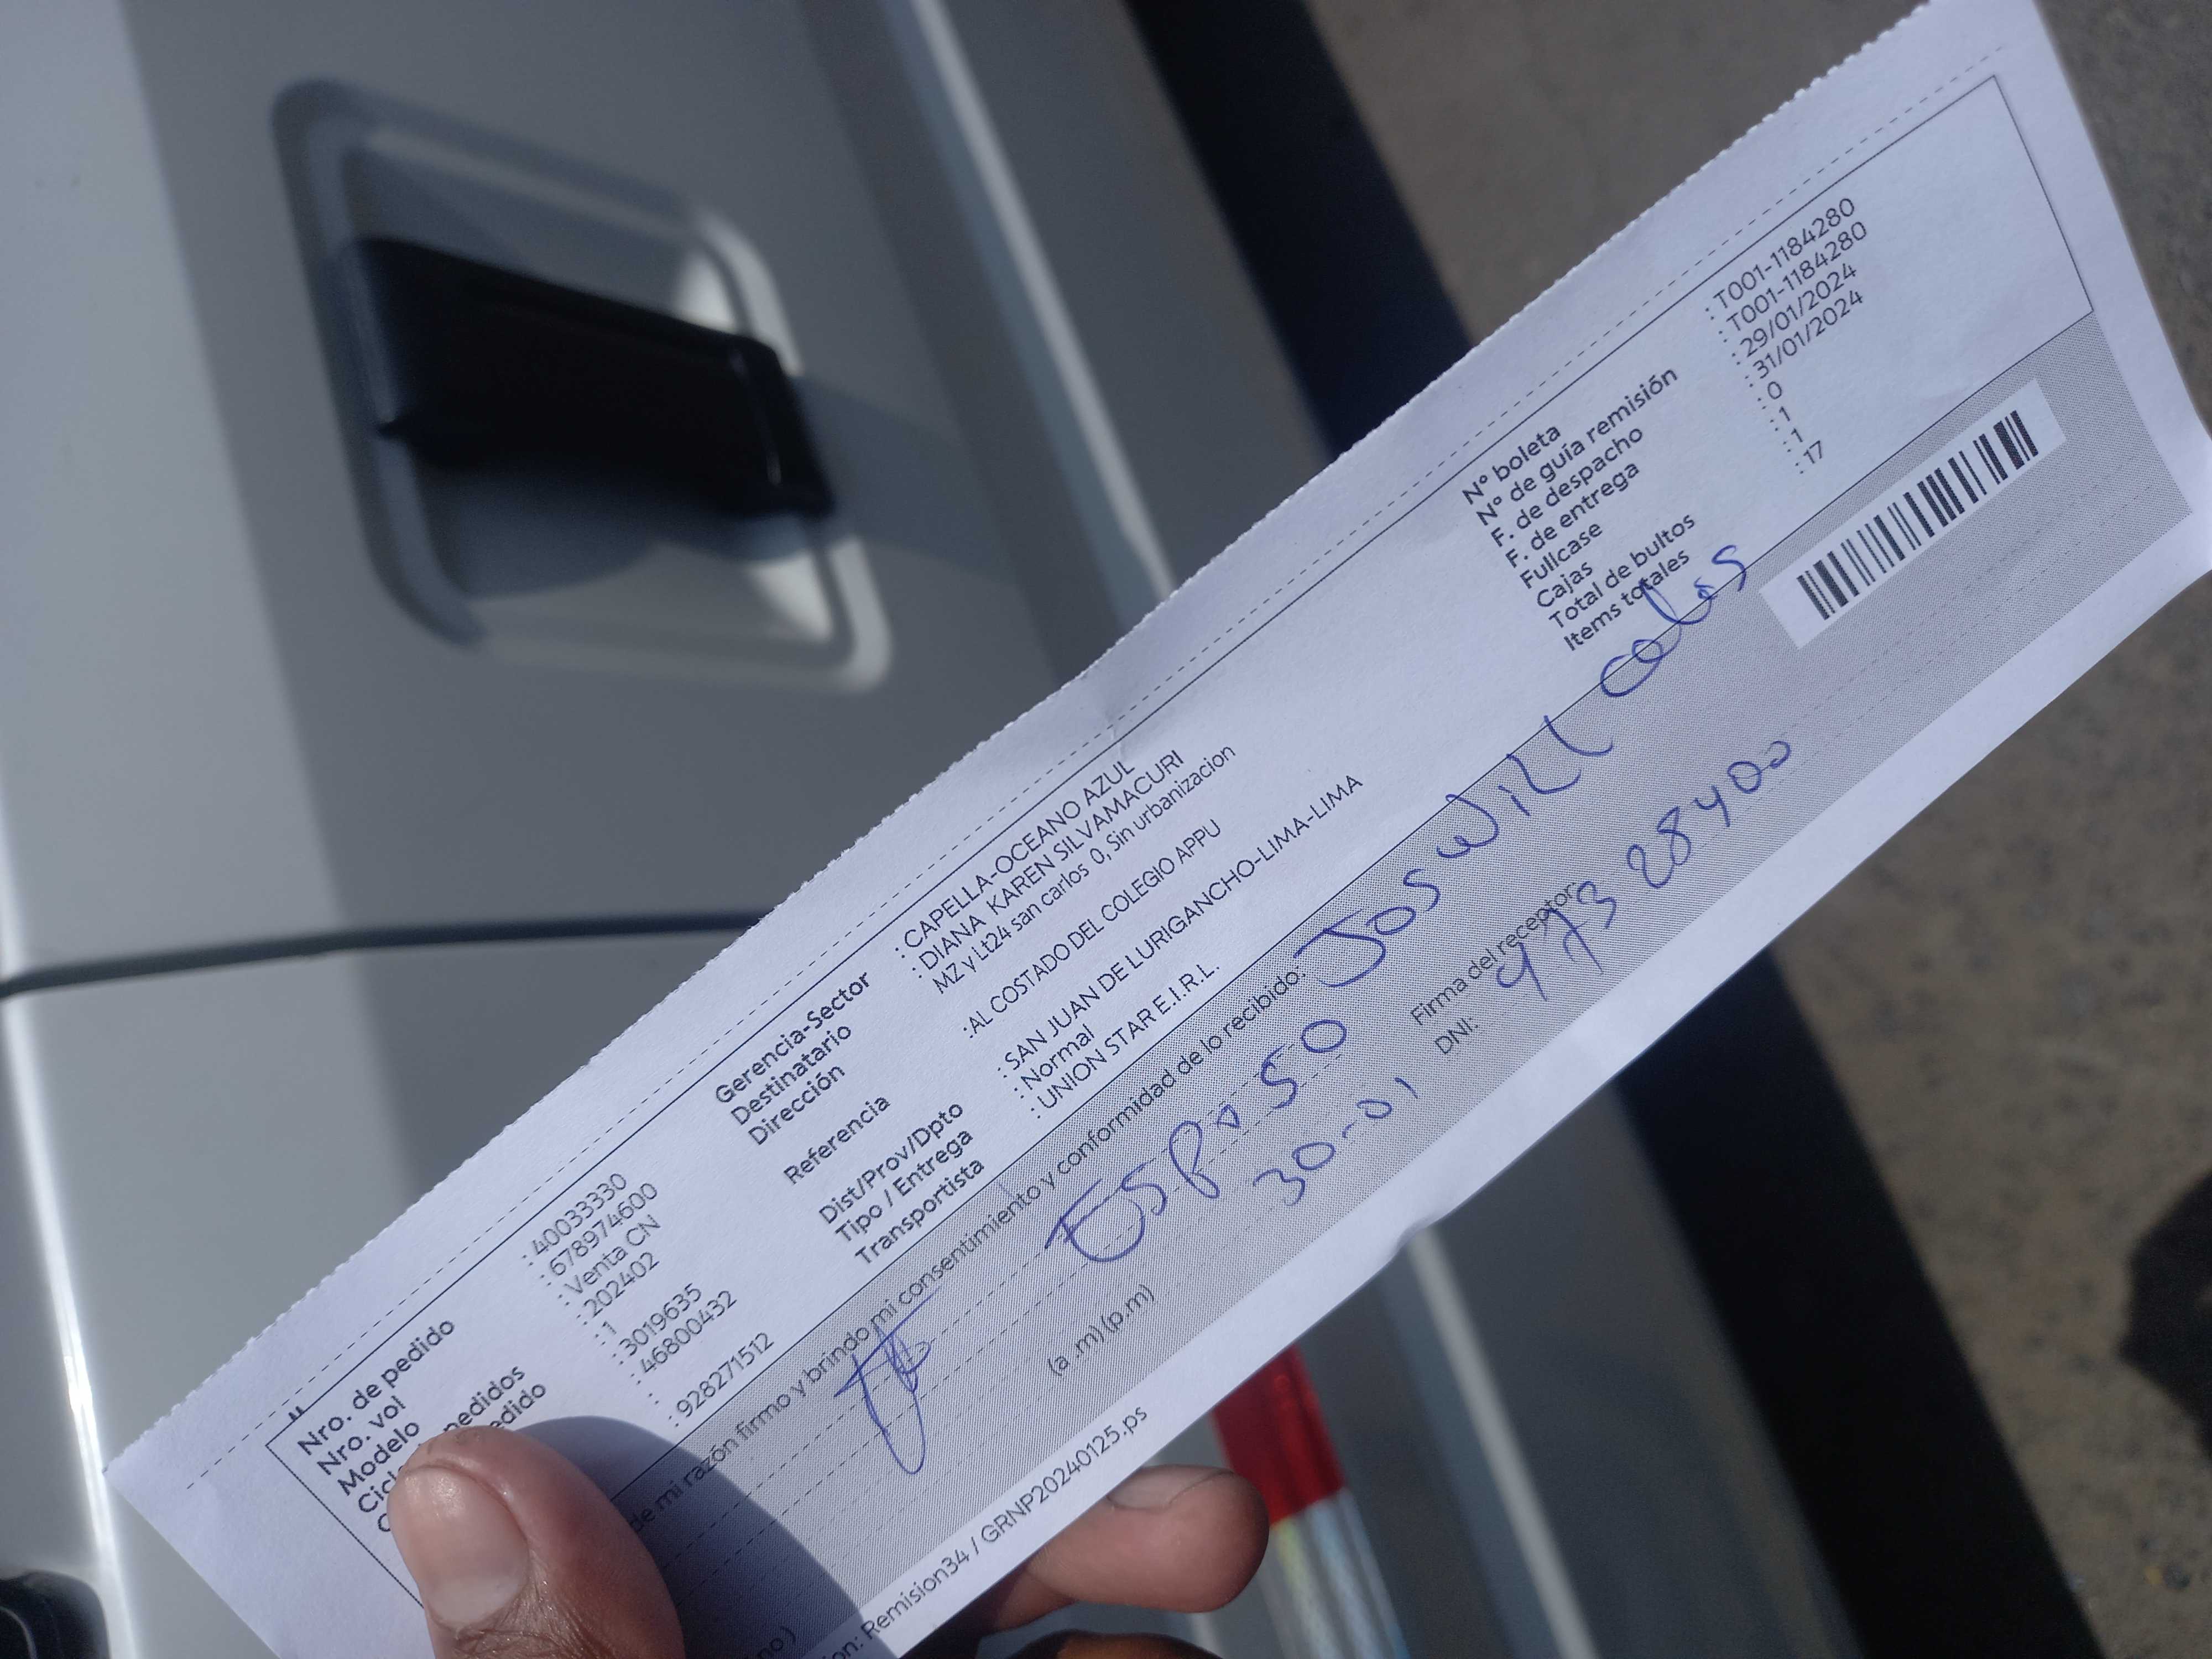 Nro. de pedido : 40033330
Nro. vol : 678974600
Modelo : Venta CN
pedidos : 202402
edido : 1
: 3019635
: 46800432
:
: 928271512
Gerencia-Sector : CAPELLA-OCEANO AZUL
Destinatario : DIANA KAREN SILVAMACURI
Dirección MZ y Lt24 san carlos 0, Sin urbanizacion
Referencia :AL COSTADO DEL COLEGIO APPU
Dist/Prov/Dpto : SAN JUAN DE LURIGANCHO-LIMA-LIMA
Tipo / Entrega : Normal
Transportista : UNION STAR E.I.R.L.
N° boleta : T001-1184280
N° de guía remisión : T001-1184280
F. de despacho : 29/01/2024
F. de entrega : 31/01/2024
Fullcase : 0
Cajas : 1
Total de bultos : 1
Items totales : 17
de mi razón firmo y brindo mi consentimiento y conformidad de lo recibido:
Esposo Joswill
30-01
(a .m) (p.m)
Firma del receptor:
DNI: 97328400
Remision34 / GRNP20240125.ps